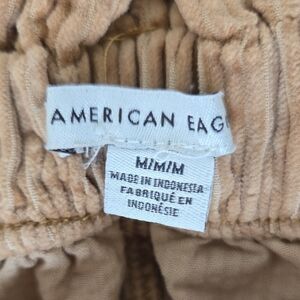 AMERICAN EAG
M/M/M
MADE IN INDONESIA
FABRIQUÉ EN
INDONÉSIE